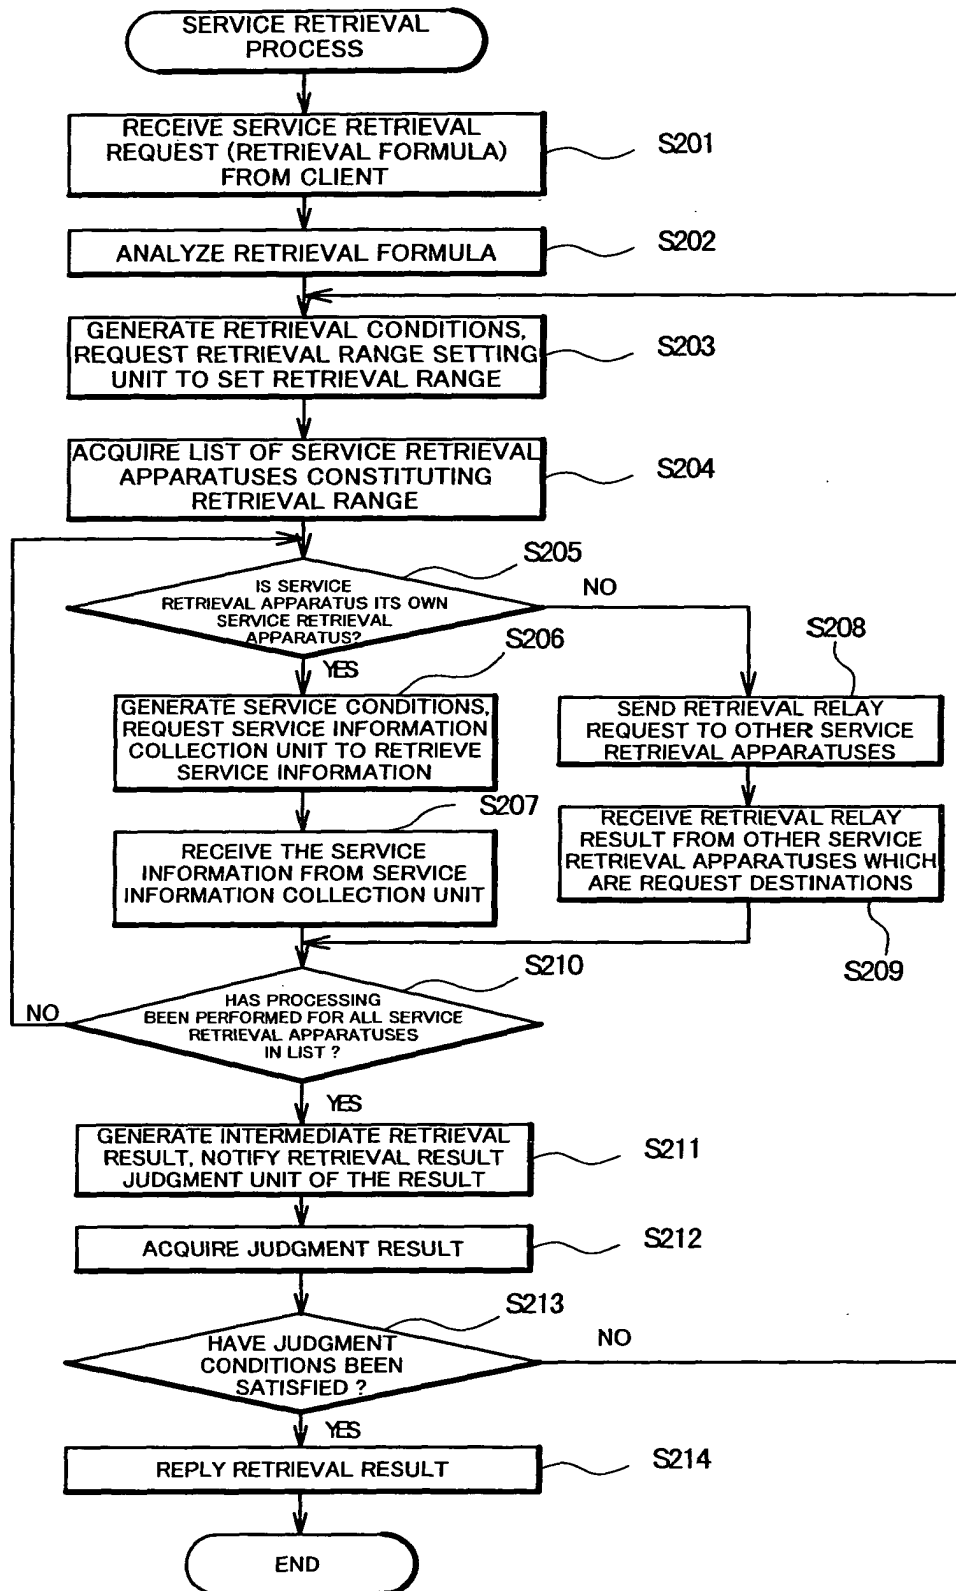 SERVICE RETRIEVAL
PROCESS
RECEIVE SERVICE RETRIEVAL
REQUEST (RETRIEVAL FORMULA)
FROM CLIENT
S201
ANALYZE RETRIEVAL FORMULA
S202
GENERATE RETRIEVAL CONDITIONS,
REQUEST RETRIEVAL RANGE SETTING
UNIT TO SET RETRIEVAL RANGE
S203
ACQUIRE LIST OF SERVICE RETRIEVAL
APPARATUSES CONSTITUTING
RETRIEVAL RANGE
S204
IS SERVICE
RETRIEVAL APPARATUS ITS OWN
SERVICE RETRIEVAL
APPARATUS?
S205
NO
YES
S206
GENERATE SERVICE CONDITIONS,
REQUEST SERVICE INFORMATION
COLLECTION UNIT TO RETRIEVE
SERVICE INFORMATION
S208
SEND RETRIEVAL RELAY
REQUEST TO OTHER SERVICE
RETRIEVAL APPARATUSES
S207
RECEIVE THE SERVICE
INFORMATION FROM SERVICE
INFORMATION COLLECTION UNIT
RECEIVE RETRIEVAL RELAY
RESULT FROM OTHER SERVICE
RETRIEVAL APPARATUSES WHICH
ARE REQUEST DESTINATIONS
S209
S210
HAS PROCESSING
BEEN PERFORMED FOR ALL SERVICE
RETRIEVAL APPARATUSES
IN LIST ?
NO
YES
GENERATE INTERMEDIATE RETRIEVAL
RESULT, NOTIFY RETRIEVAL RESULT
JUDGMENT UNIT OF THE RESULT
S211
ACQUIRE JUDGMENT RESULT
S212
S213
HAVE JUDGMENT
CONDITIONS BEEN
SATISFIED ?
NO
YES
REPLY RETRIEVAL RESULT
S214
END